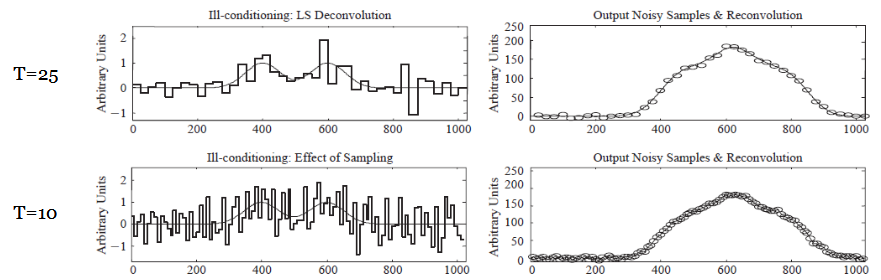 Ill-conditioning: LS Deconvolution
Output Noisy Samples & Reconvolution
T=25
Arbitrary Units
2
1
0
−1
0 200 400 600 800 1000
Arbitrary Units
250
200
150
100
50
0
0 200 400 600 800 1000
Ill-conditioning: Effect of Sampling
Output Noisy Samples & Reconvolution
T=10
Arbitrary Units
2
1
0
−1
0 200 400 600 800 1000
Arbitrary Units
250
200
150
100
50
0
0 200 400 600 800 1000